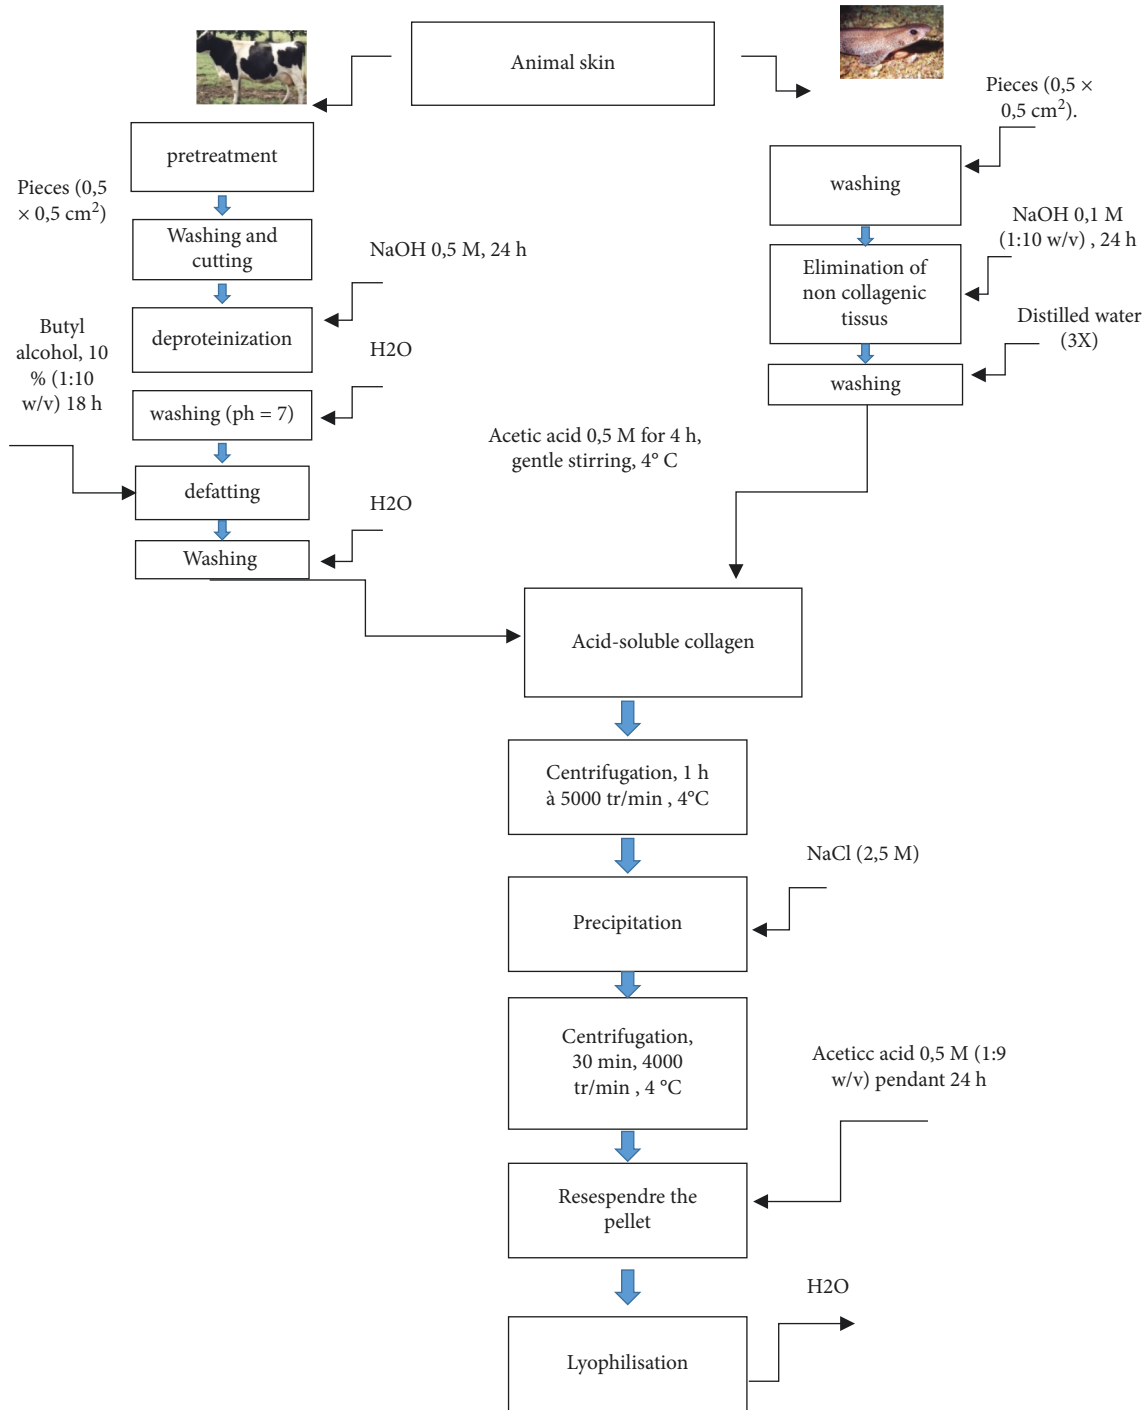 Animal skin
pretreatment
Pieces (0,5
× 0,5 cm²)
Washing and
cutting
NaOH 0,5 M, 24 h
deproteinization
Butyl
alcohol, 10
% (1:10
w/v) 18 h
H2O
washing (ph = 7)
defatting
H2O
Washing
Pieces (0,5 ×
0,5 cm²).
washing
NaOH 0,1 M
(1:10 w/v) , 24 h
Elimination of
non collagenic
tissus
Distilled water
(3X)
washing
Acetic acid 0,5 M for 4 h,
gentle stirring, 4° C
Acid-soluble collagen
Centrifugation, 1 h
à 5000 tr/min , 4°C
NaCl (2,5 M)
Precipitation
Centrifugation,
30 min, 4000
tr/min , 4 °C
Aceticc acid 0,5 M (1:9
w/v) pendant 24 h
Resespendre the
pellet
H2O
Lyophilisation